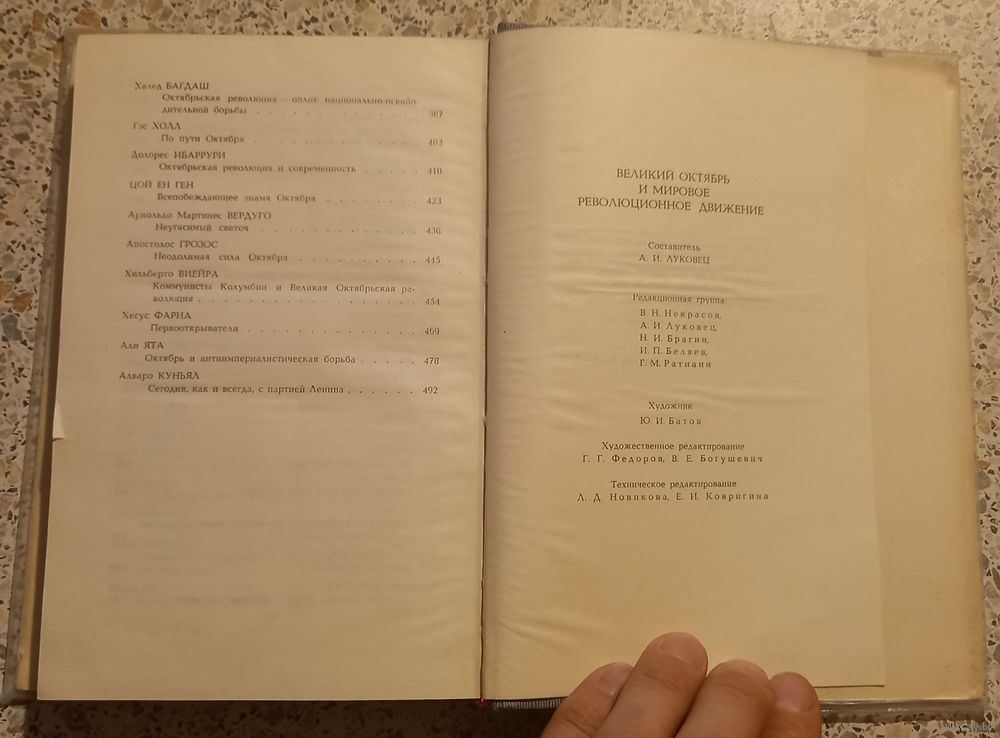 Халед БАГДАШ
Октябрьская революция — оплот национально-освобо-
дительной борьбы . . . . . . . . . . . 387
Гэс ХОЛЛ
По пути Октября . . . . . . . . . . . 402
Долорес ИБАРРУРИ
Октябрьская революция и современность . . . . . 410
ЦОЙ ЕН ГЕН
Всепобеждающее знамя Октября . . . . . . . 423
Арнольдо Мартинес ВЕРДУГО
Неугасимый светоч . . . . . . . . . . . 436
Апостолос ГРОЗОС
Неодолимая сила Октября . . . . . . . . . 445
Хильберто ВИЕЙРА
Коммунисты Колумбии и Великая Октябрьская ре-
волюция . . . . . . . . . . . . . . 454
Хесус ФАРИА
Первооткрыватели . . . . . . . . . . . 469
Али ЯТА
Октябрь и антиимпериалистическая борьба . . . . . 478
Алваро КУНЬЯЛ
Сегодня, как и всегда, с партией Ленина . . . . . . 492
ВЕЛИКИЙ ОКТЯБРЬ
И МИРОВОЕ
РЕВОЛЮЦИОННОЕ ДВИЖЕНИЕ
Составитель
А. И. ЛУКОВЕЦ
Редакционная группа:
В. Н. Некрасов,
А. И. Луковец,
Н. И. Брагин,
И. П. Беляев,
Г. М. Ратиани
Художник
Ю. И. Батов
Художественное редактирование
Г. Г. Федоров, В. Е. Богушевич
Техническое редактирование
Л. Д. Новикова, Е. И. Ковригина